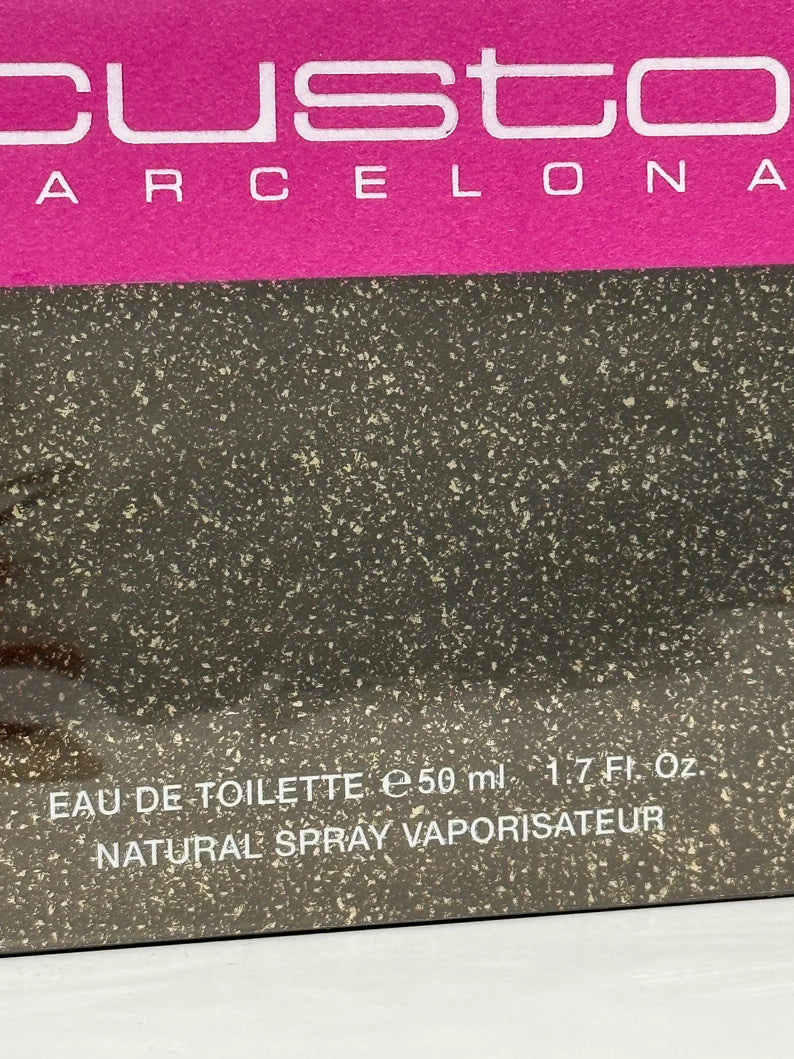 custo
ARCELONA
EAU DE TOILETTE ℮50 ml 1.7 Fl. Oz.
NATURAL SPRAY VAPORISATEUR